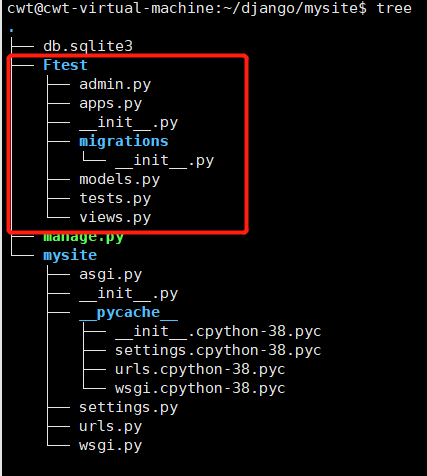 cwt@cwt-virtual-machine:~/django/mysite$ tree
.
├── db.sqlite3
├── Ftest
│   ├── admin.py
│   ├── apps.py
│   ├── __init__.py
│   ├── migrations
│   │   └── __init__.py
│   ├── models.py
│   ├── tests.py
│   └── views.py
├── manage.py
└── mysite
    ├── asgi.py
    ├── __init__.py
    ├── __pycache__
    │   ├── __init__.cpython-38.pyc
    │   ├── settings.cpython-38.pyc
    │   ├── urls.cpython-38.pyc
    │   └── wsgi.cpython-38.pyc
    ├── settings.py
    ├── urls.py
    └── wsgi.py